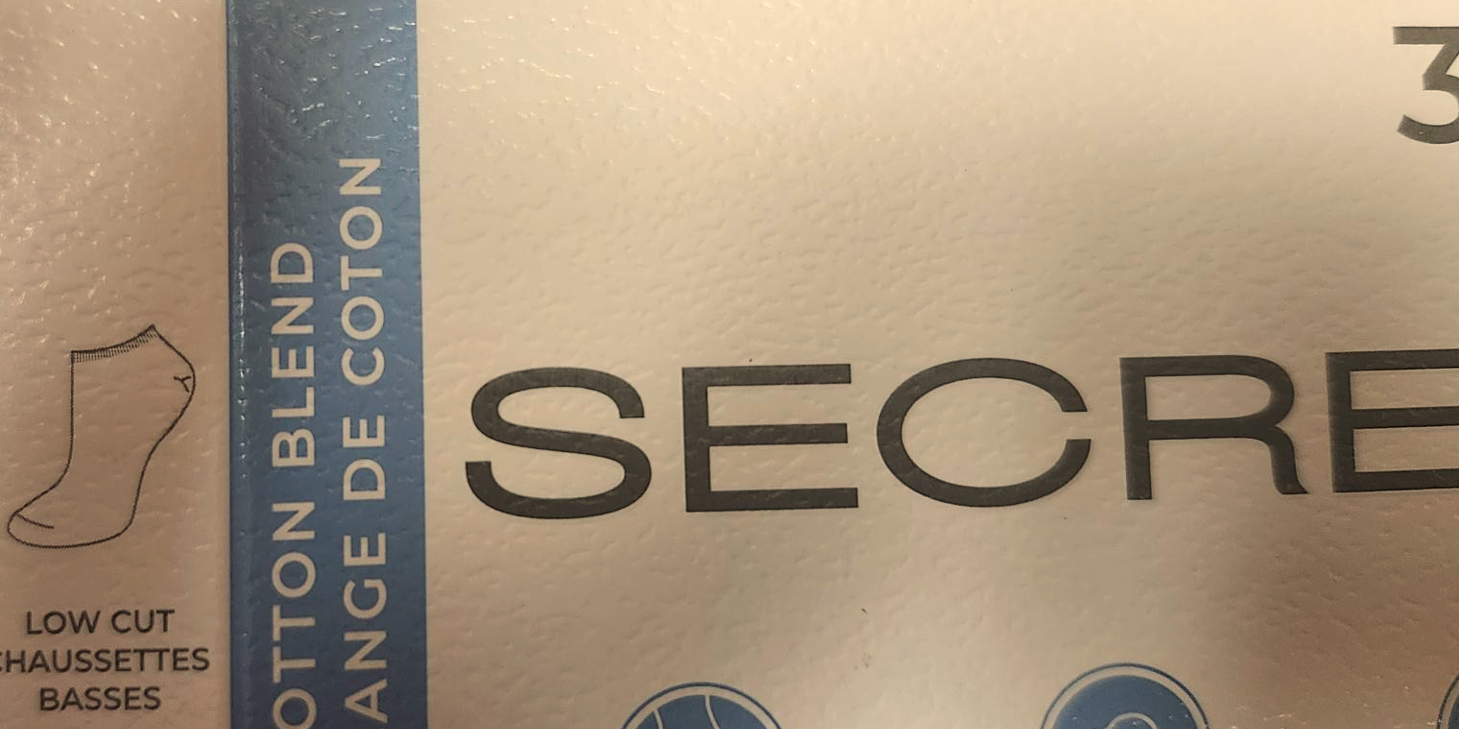 3
OTTON BLEND
ANGE DE COTON
SECRE
LOW CUT
CHAUSSETTES
BASSES